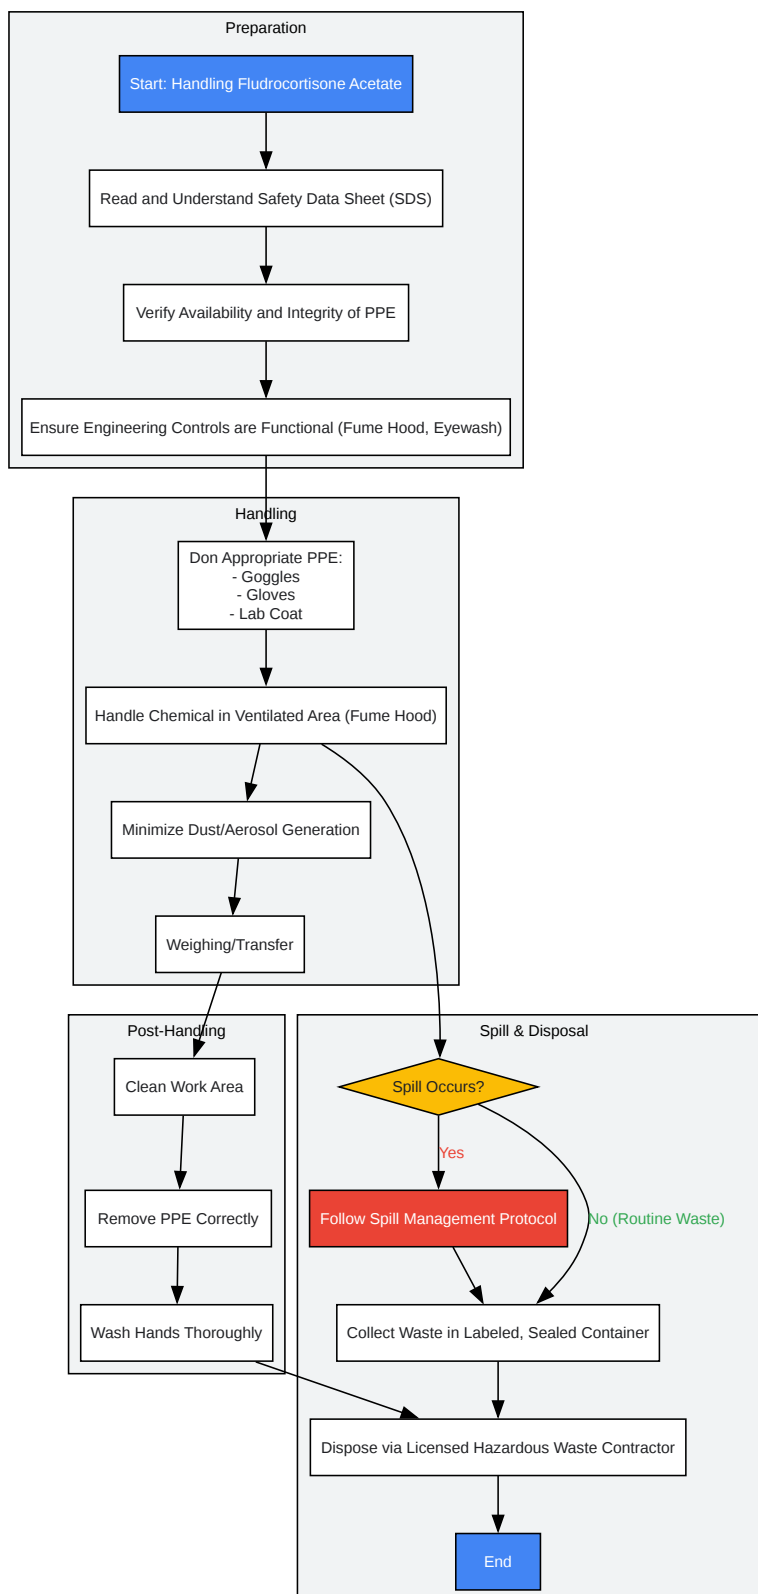 Preparation
Start: Handling Fludrocortisone Acetate
Read and Understand Safety Data Sheet (SDS)
Verify Availability and Integrity of PPE
Ensure Engineering Controls are Functional (Fume Hood, Eyewash)
Handling
Don Appropriate PPE:
- Goggles
- Gloves
- Lab Coat
Handle Chemical in Ventilated Area (Fume Hood)
Minimize Dust/Aerosol Generation
Weighing/Transfer
Post-Handling
Clean Work Area
Remove PPE Correctly
Wash Hands Thoroughly
Spill & Disposal
Spill Occurs?
Yes
Follow Spill Management Protocol
No (Routine Waste)
Collect Waste in Labeled, Sealed Container
Dispose via Licensed Hazardous Waste Contractor
End